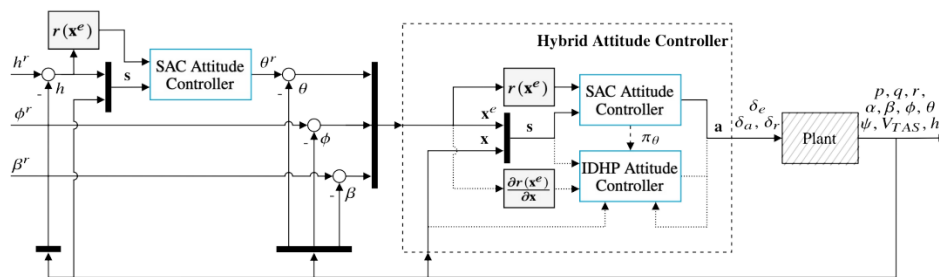 r(x^e)
h^r
h
s
SAC Attitude
Controller
θ^r
-
θ
-
ϕ^r
ϕ
-
β^r
β
-
Hybrid Attitude Controller
r(x^e)
x^e
x
s
SAC Attitude
Controller
π_θ
IDHP Attitude
Controller
∂r(x^e)
∂x
a
δ_e
δ_a, δ_r
Plant
p, q, r,
α, β, ϕ, θ
ψ, V_TAS, h